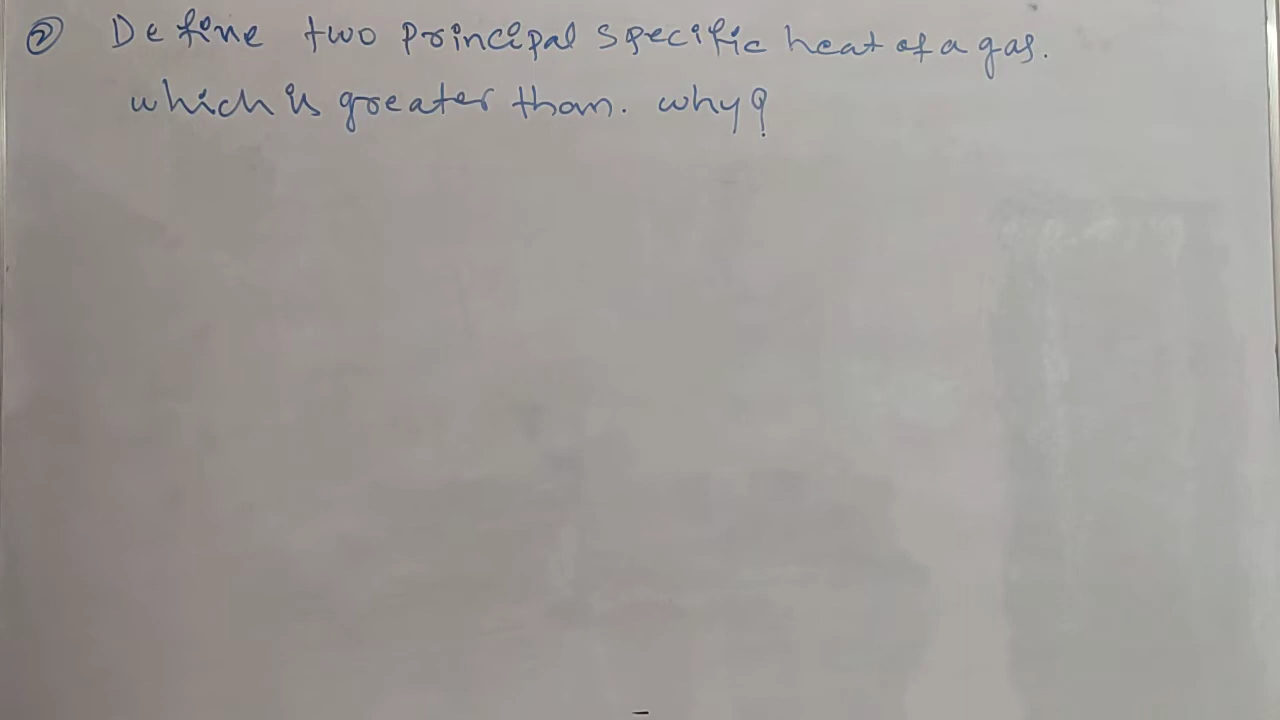 ② Define two principal specific heat of a gas.
which is greater than. why?